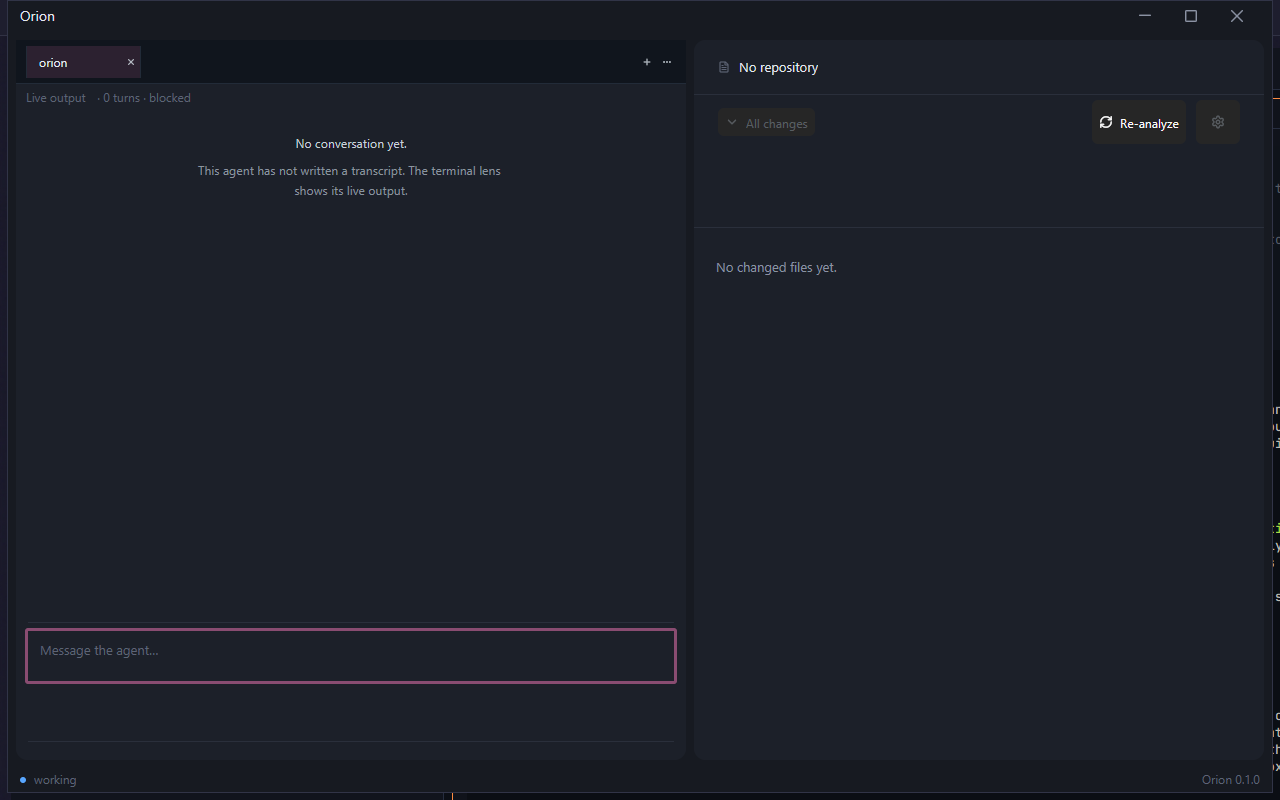 Orion
orion
Live output · 0 turns · blocked
No conversation yet.
This agent has not written a transcript. The terminal lens
shows its live output.
Message the agent...
working
No repository
All changes
Re-analyze
No changed files yet.
Orion 0.1.0